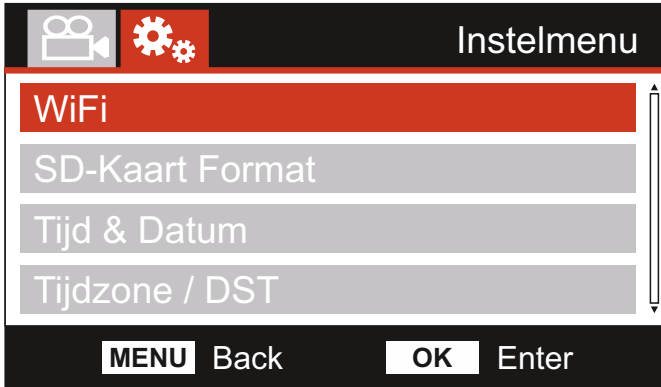 Instelmenu
WiFi
SD-Kaart Format
Tijd & Datum
Tijdzone / DST
MENU Back OK Enter